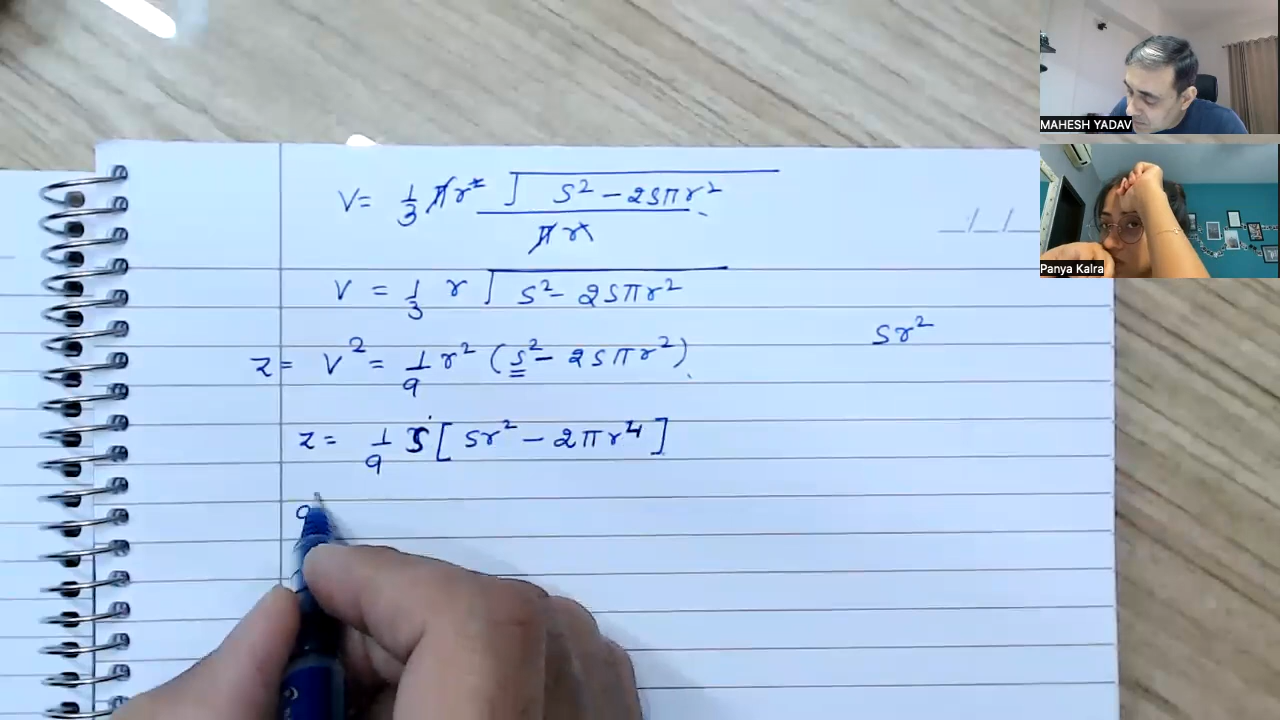 V = 1/3 πr² √(S² − 2Sπr²)
πr
V = 1/3 r √(S² − 2Sπr²)
Sr²
z = V² = 1/9 r² (S² − 2Sπr²)
z = 1/9 S [ Sr² − 2πr⁴ ]
MAHESH YADAV
Panya Kalra